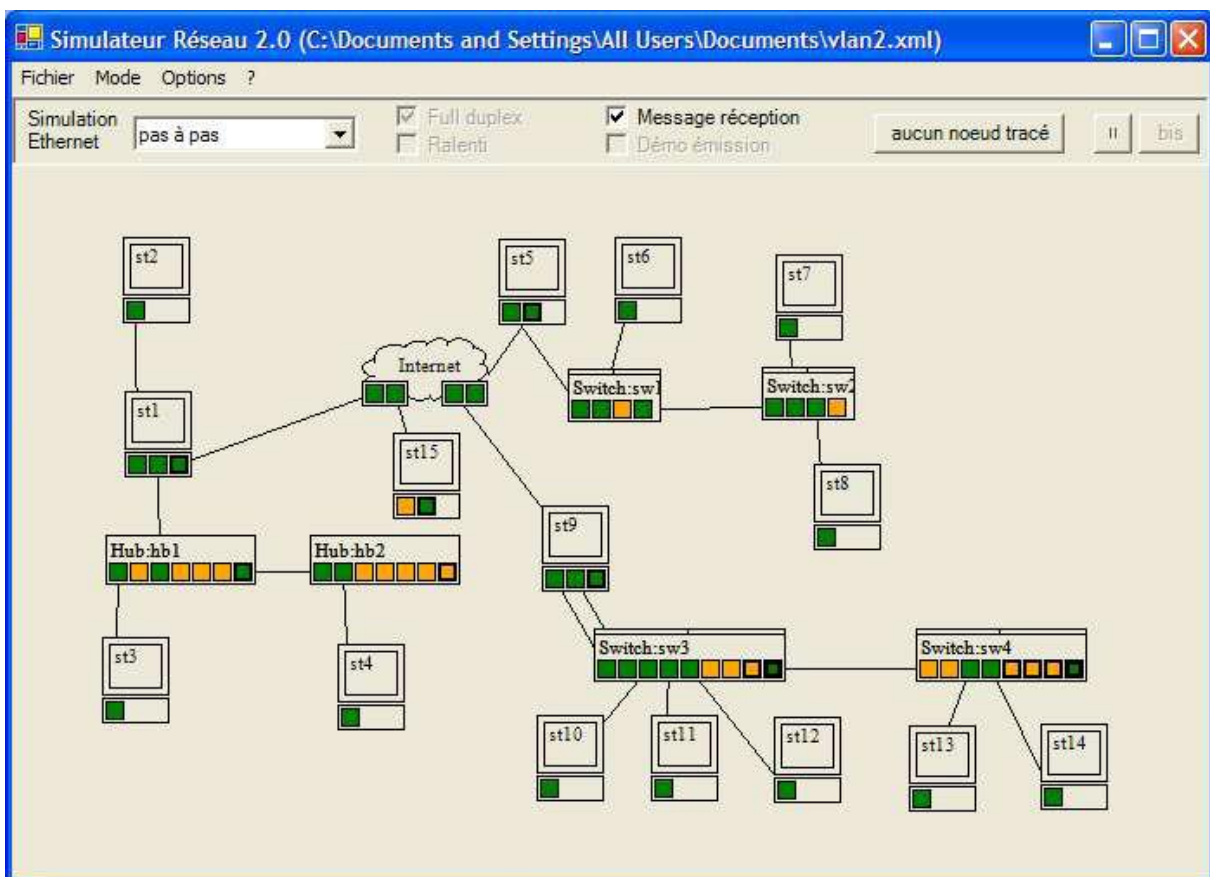 Simulateur Réseau 2.0 (C:\Documents and Settings\All Users\Documents\vlan2.xml)
Fichier Mode Options ?
Simulation Ethernet
pas à pas
Full duplex
Ralenti
Message réception
Démo émission
aucun noeud tracé
bis
st2
st5
st6
st7
Internet
Switch:sw1
Switch:sw2
st1
st15
st8
st9
Hub:hb1
Hub:hb2
st3
st4
Switch:sw3
Switch:sw4
st10
st11
st12
st13
st14